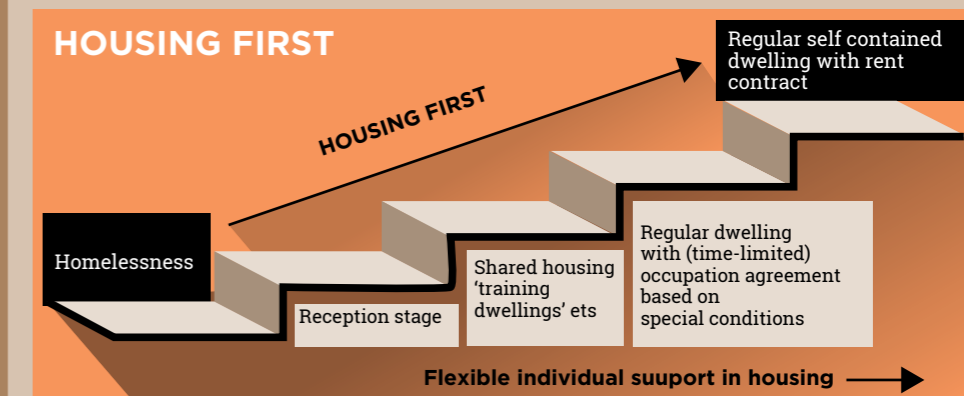 HOUSING FIRST
HOUSING FIRST
Regular self contained
dwelling with rent
contract
Homelessness
Reception stage
Shared housing
‘training
dwellings’ ets
Regular dwelling
with (time-limited)
occupation agreement
based on
special conditions
Flexible individual suuport in housing